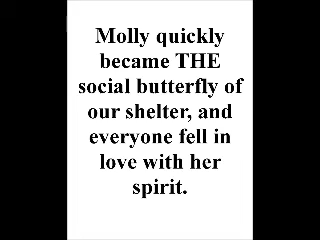 Molly quickly
became THE
social butterfly of
our shelter, and
everyone fell in
love with her
spirit.